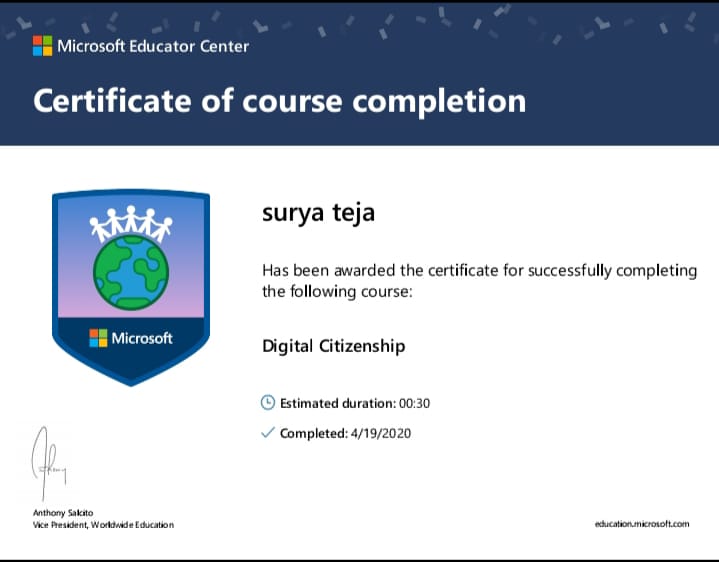 Microsoft Educator Center
Certificate of course completion
surya teja
Has been awarded the certificate for successfully completing
the following course:
Microsoft
Digital Citizenship
Estimated duration: 00:30
Completed: 4/19/2020
Anthony Salcito
Vice President, Worldwide Education
education.microsoft.com